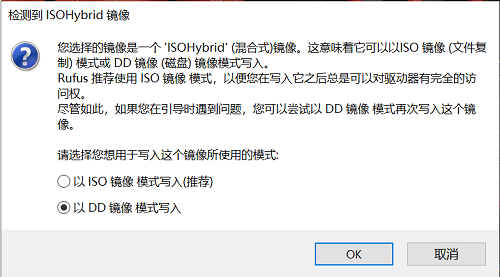 检测到 ISOHybrid 镜像
您选择的镜像是一个 'ISOHybrid' (混合式)镜像。这意味着它可以以ISO 镜像 (文件复
制) 模式或 DD 镜像 (磁盘) 镜像模式写入。
Rufus 推荐使用 ISO 镜像 模式，以便您在写入它之后总是可以对驱动器有完全的访
问权。
尽管如此，如果您在引导时遇到问题，您可以尝试以 DD 镜像 模式再次写入这个镜
像。
请选择您想用于写入这个镜像所使用的模式:
以 ISO 镜像 模式写入(推荐)
以 DD 镜像 模式写入
OK
取消